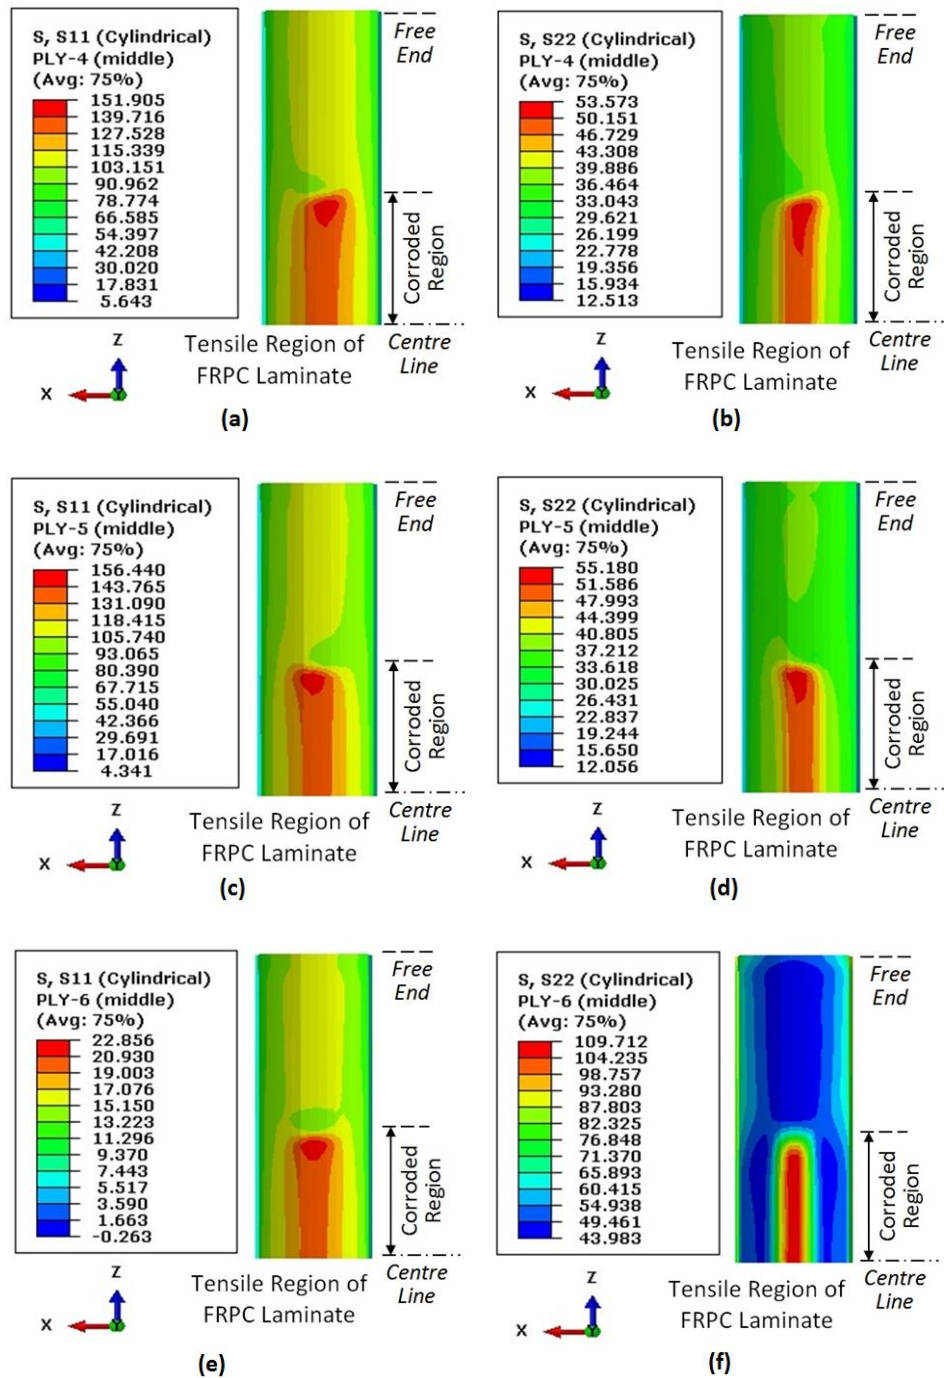 S, S11 (Cylindrical)
PLY-4 (middle)
(Avg: 75%)
151.905
139.716
127.528
115.339
103.151
90.962
78.774
66.585
54.397
42.208
30.020
17.831
5.643
Free
End
Corroded
Region
Centre
Line
Tensile Region of
FRPC Laminate
Z
X
Y
(a)
S, S22 (Cylindrical)
PLY-4 (middle)
(Avg: 75%)
53.573
50.151
46.729
43.308
39.886
36.464
33.043
29.621
26.199
22.778
19.356
15.934
12.513
Free
End
Corroded
Region
Centre
Line
Tensile Region of
FRPC Laminate
Z
X
Y
(b)
S, S11 (Cylindrical)
PLY-5 (middle)
(Avg: 75%)
156.440
143.765
131.090
118.415
105.740
93.065
80.390
67.715
55.040
42.366
29.691
17.016
4.341
Free
End
Corroded
Region
Centre
Line
Tensile Region of
FRPC Laminate
Z
X
Y
(c)
S, S22 (Cylindrical)
PLY-5 (middle)
(Avg: 75%)
55.180
51.586
47.993
44.399
40.805
37.212
33.618
30.025
26.431
22.837
19.244
15.650
12.056
Free
End
Corroded
Region
Centre
Line
Tensile Region of
FRPC Laminate
Z
X
Y
(d)
S, S11 (Cylindrical)
PLY-6 (middle)
(Avg: 75%)
22.856
20.930
19.003
17.076
15.150
13.223
11.296
9.370
7.443
5.517
3.590
1.663
-0.263
Free
End
Corroded
Region
Centre
Line
Tensile Region of
FRPC Laminate
Z
X
Y
(e)
S, S22 (Cylindrical)
PLY-6 (middle)
(Avg: 75%)
109.712
104.235
98.757
93.280
87.803
82.325
76.848
71.370
65.893
60.415
54.938
49.461
43.983
Free
End
Corroded
Region
Centre
Line
Tensile Region of
FRPC Laminate
Z
X
Y
(f)